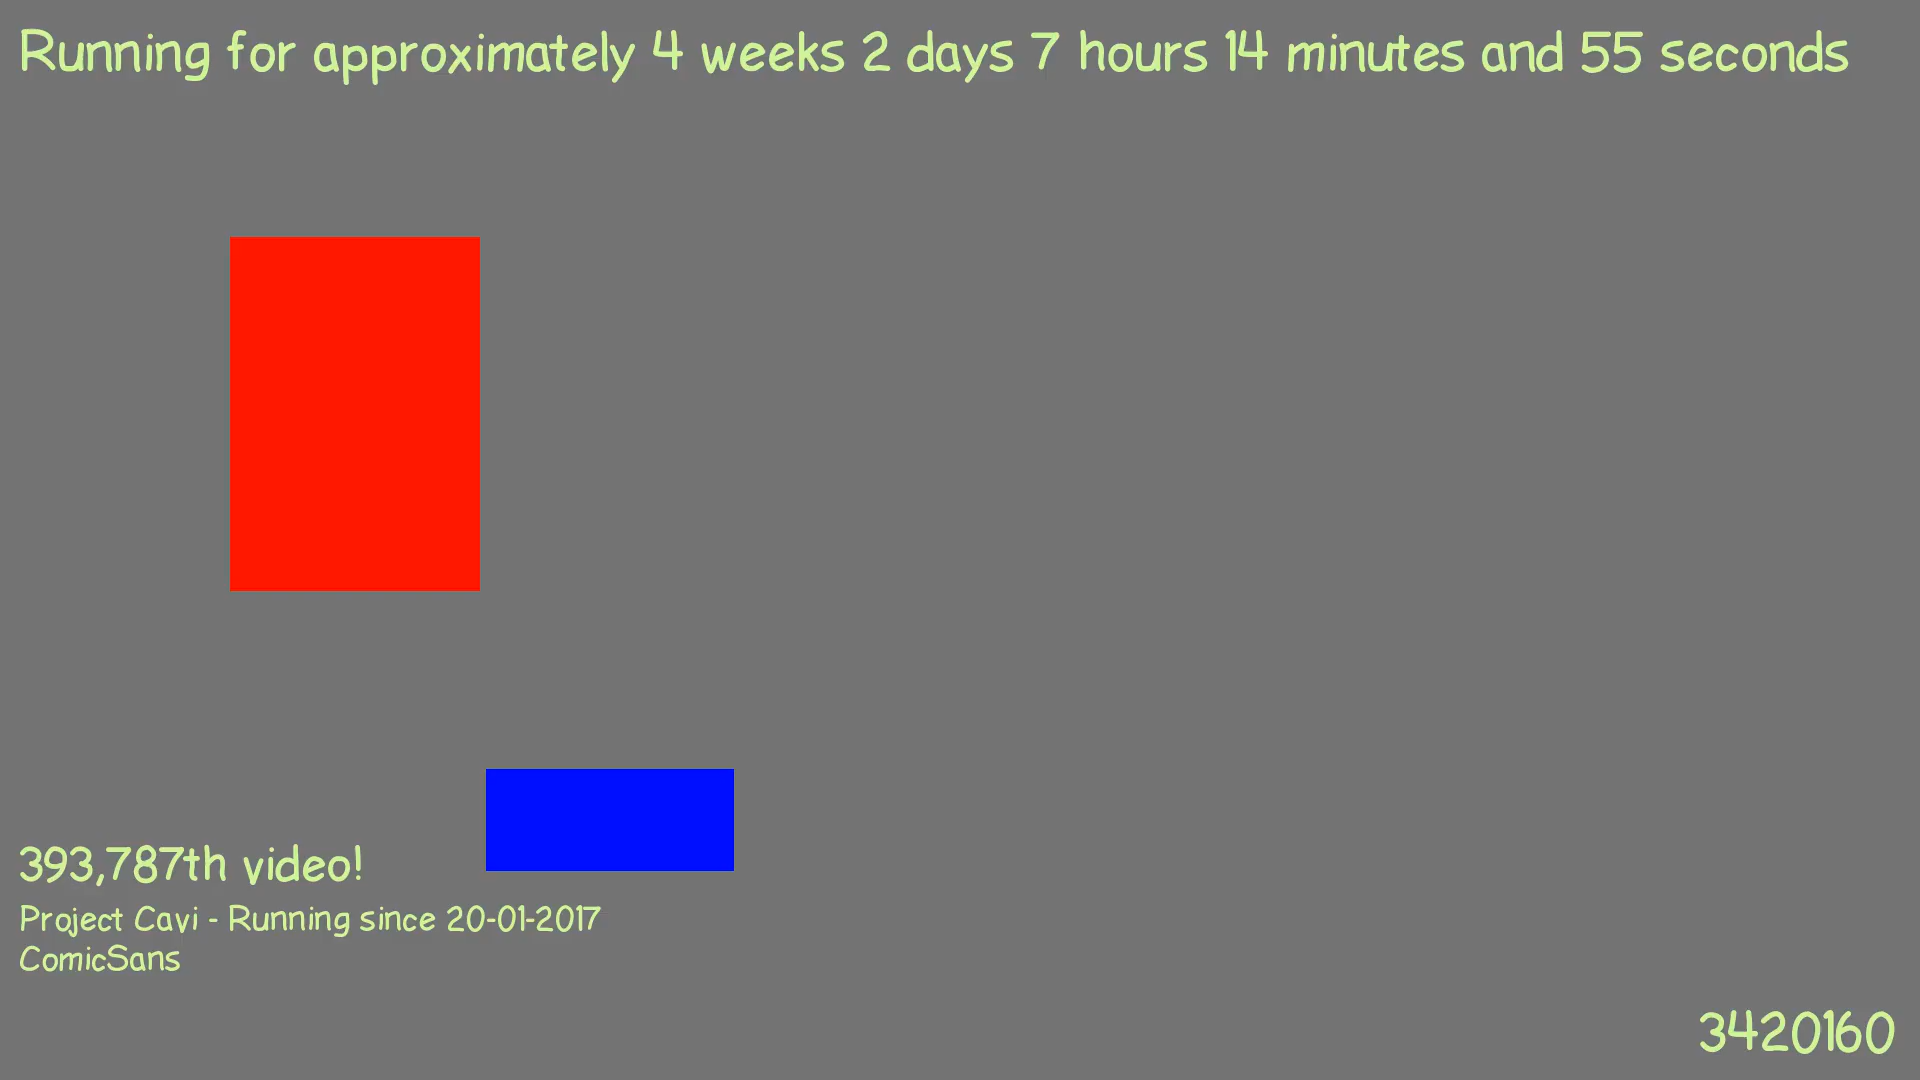 Running for approximately 4 weeks 2 days 7 hours 14 minutes and 55 seconds
393,787th video!
Project Cavi - Running since 20-01-2017
ComicSans
3420160